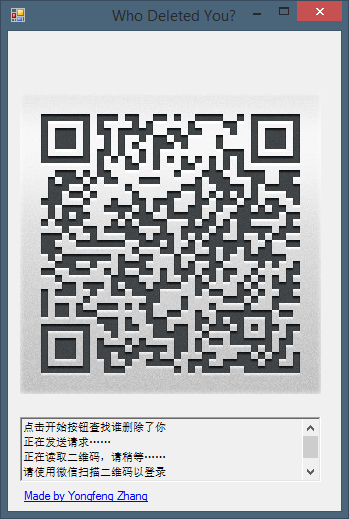 Who Deleted You?
点击开始按钮查找谁删除了你
正在发送请求……
正在读取二维码，请稍等……
请使用微信扫描二维码以登录
Made by Yongfeng Zhang